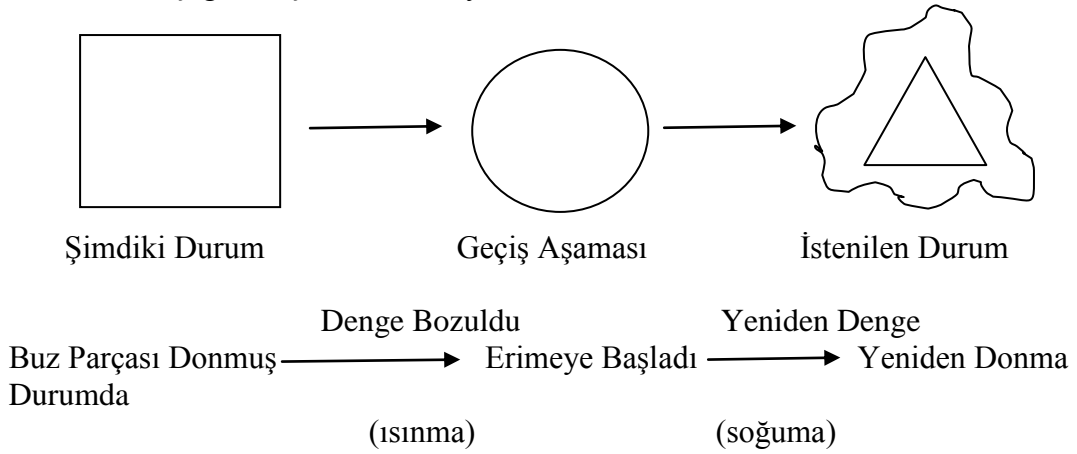 Şimdiki Durum Geçiş Aşaması İstenilen Durum
Denge Bozuldu Yeniden Denge
Buz Parçası Donmuş Erimeye Başladı Yeniden Donma
Durumda
(ısınma) (soğuma)